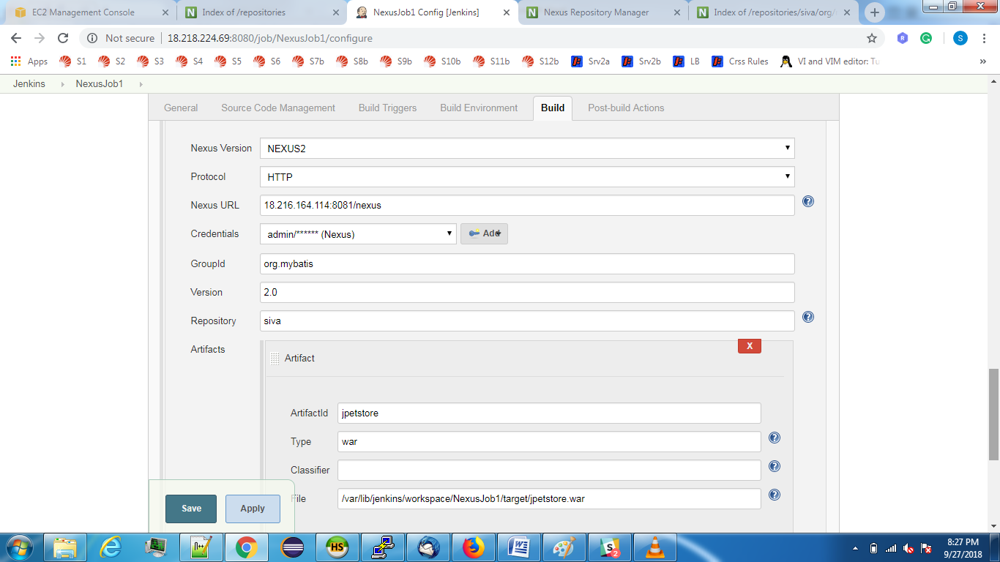 EC2 Management Console
Index of /repositories
NexusJob1 Config [Jenkins]
Nexus Repository Manager
Index of /repositories/siva/org/
Not secure | 18.218.224.69:8080/job/NexusJob1/configure
Apps S1 S2 S3 S4 S5 S6 S7b S8b S9b S10b S11b S12b Srv2a Srv2b LB Crss Rules VI and VIM editor: Tu »
Jenkins NexusJob1
General Source Code Management Build Triggers Build Environment Build Post-build Actions
Nexus Version NEXUS2
Protocol HTTP
Nexus URL 18.216.164.114:8081/nexus
Credentials admin/****** (Nexus) Add
GroupId org.mybatis
Version 2.0
Repository siva
Artifacts X
Artifact
ArtifactId jpetstore
Type war
Classifier
File /var/lib/jenkins/workspace/NexusJob1/target/jpetstore.war
Save Apply
8:27 PM
9/27/2018